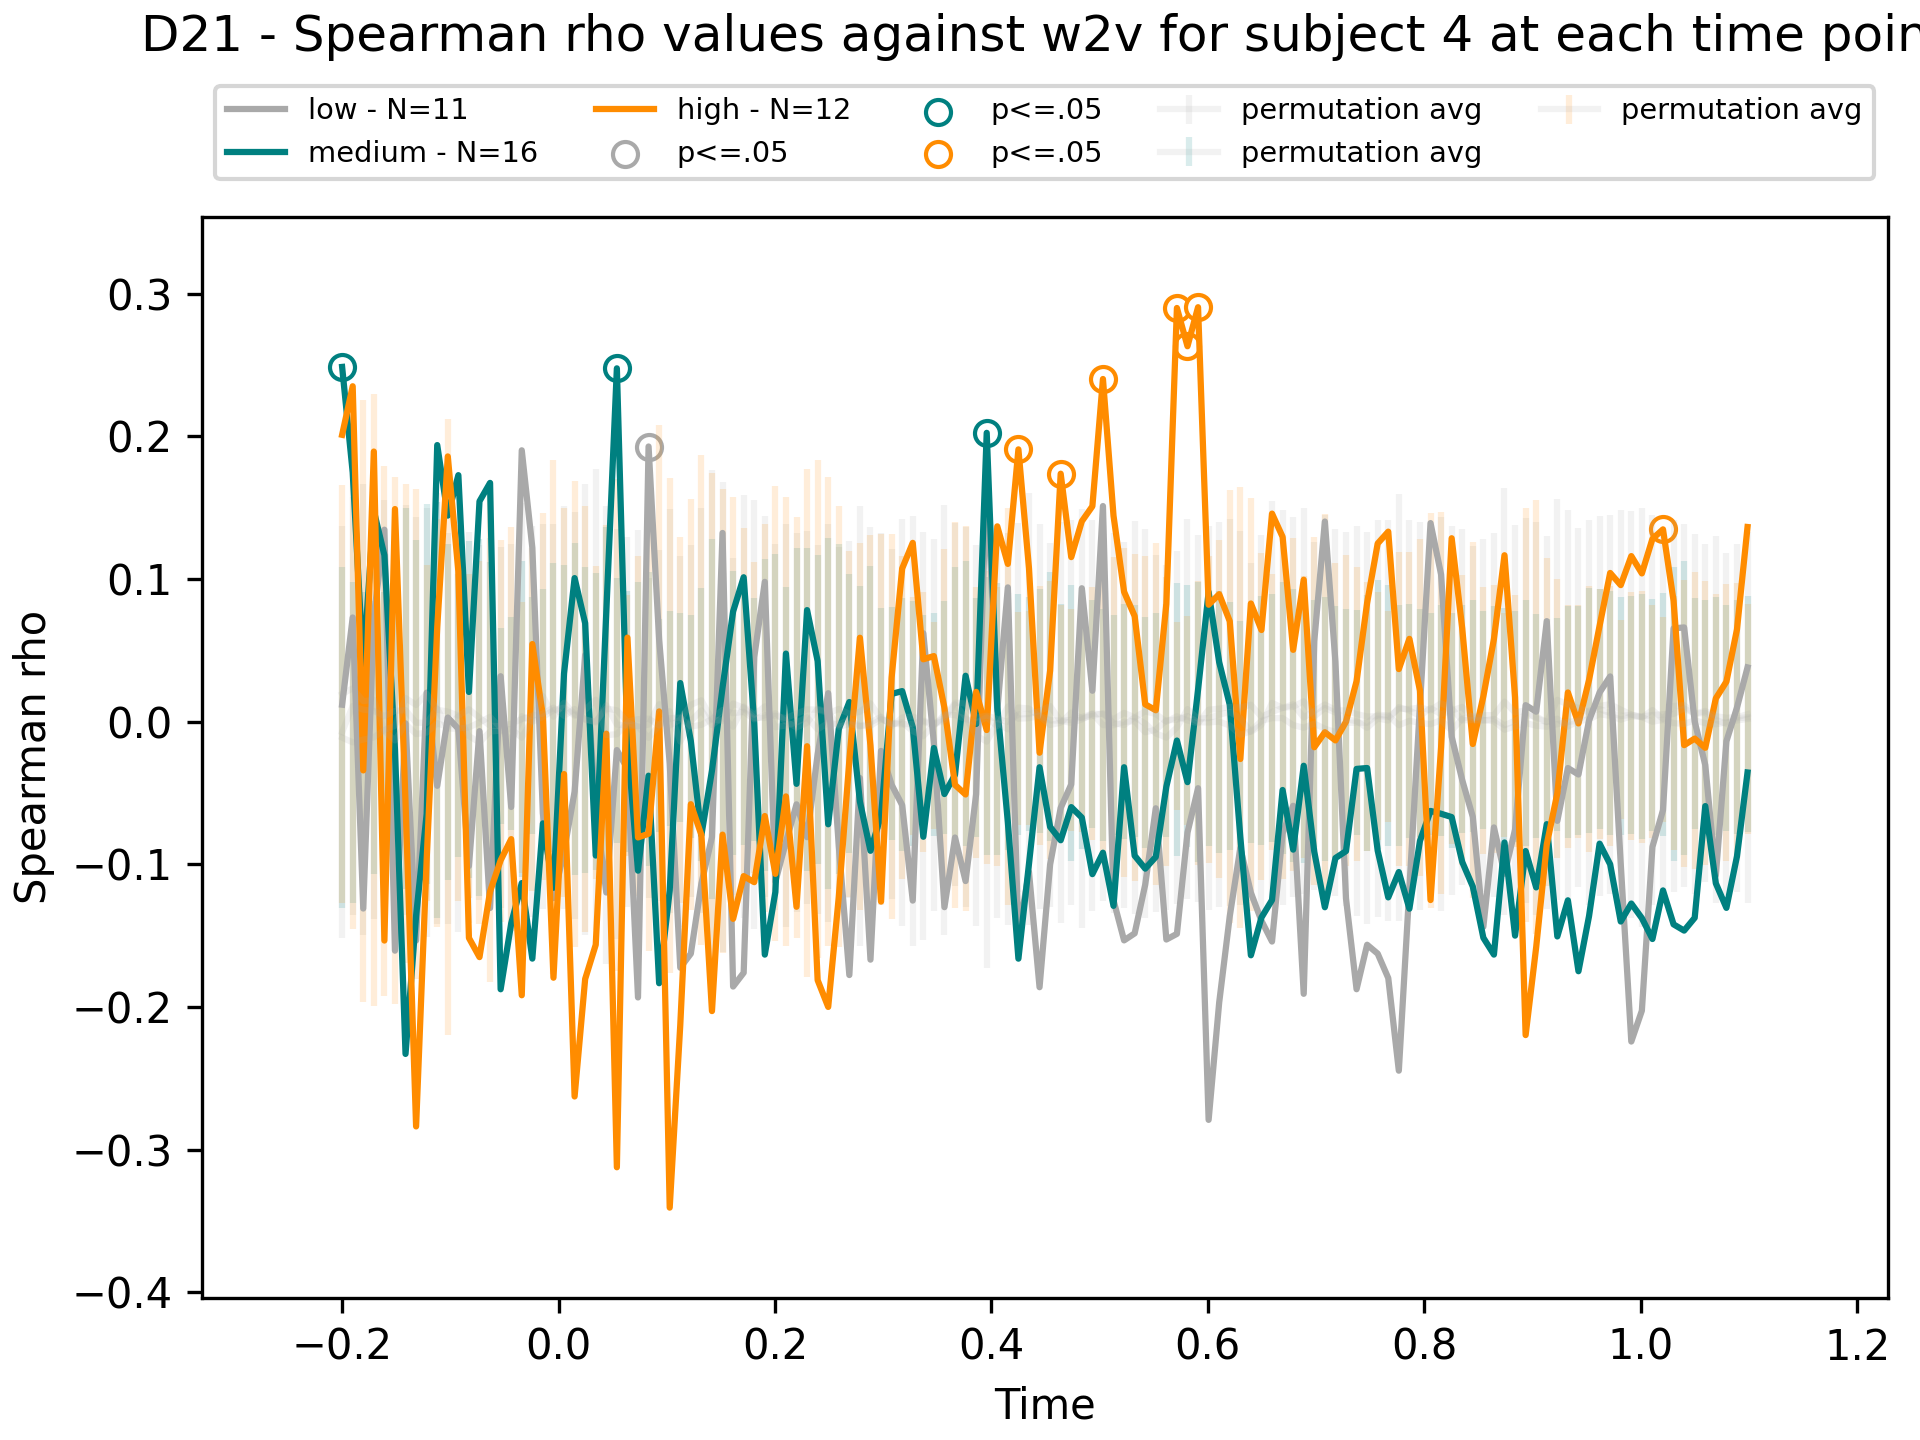 D21 - Spearman rho values against w2v for subject 4 at each time poin
low - N=11 high - N=12 p<=.05 permutation avg permutation avg
medium - N=16 p<=.05 p<=.05 permutation avg
0.3
0.2
0.1
0.0
−0.1
−0.2
−0.3
−0.4
Spearman rho
−0.2 0.0 0.2 0.4 0.6 0.8 1.0 1.2
Time